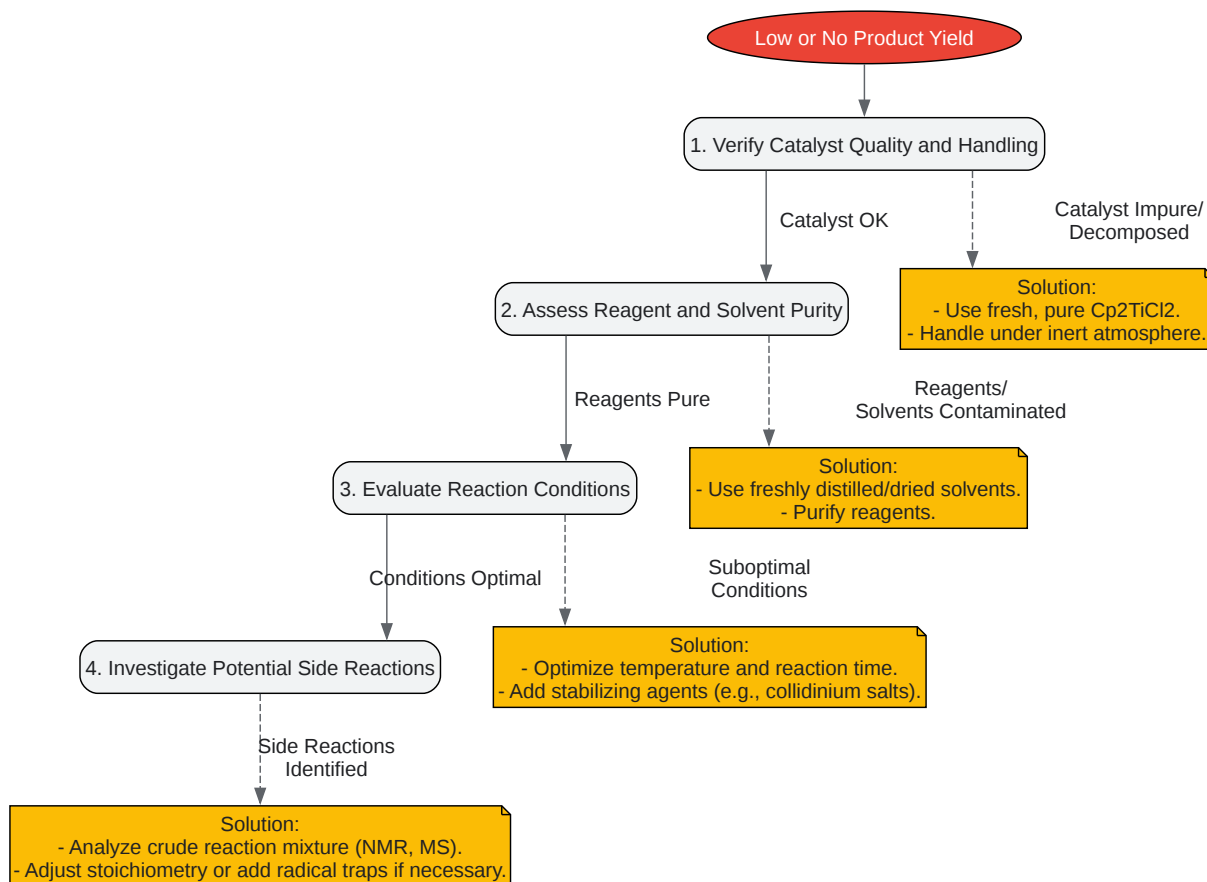 Low or No Product Yield
1. Verify Catalyst Quality and Handling
Catalyst OK
Catalyst Impure/
Decomposed
Solution:
- Use fresh, pure Cp2TiCl2.
- Handle under inert atmosphere.
2. Assess Reagent and Solvent Purity
Reagents Pure
Reagents/
Solvents Contaminated
Solution:
- Use freshly distilled/dried solvents.
- Purify reagents.
3. Evaluate Reaction Conditions
Conditions Optimal
Suboptimal
Conditions
Solution:
- Optimize temperature and reaction time.
- Add stabilizing agents (e.g., collidinium salts).
4. Investigate Potential Side Reactions
Side Reactions
Identified
Solution:
- Analyze crude reaction mixture (NMR, MS).
- Adjust stoichiometry or add radical traps if necessary.